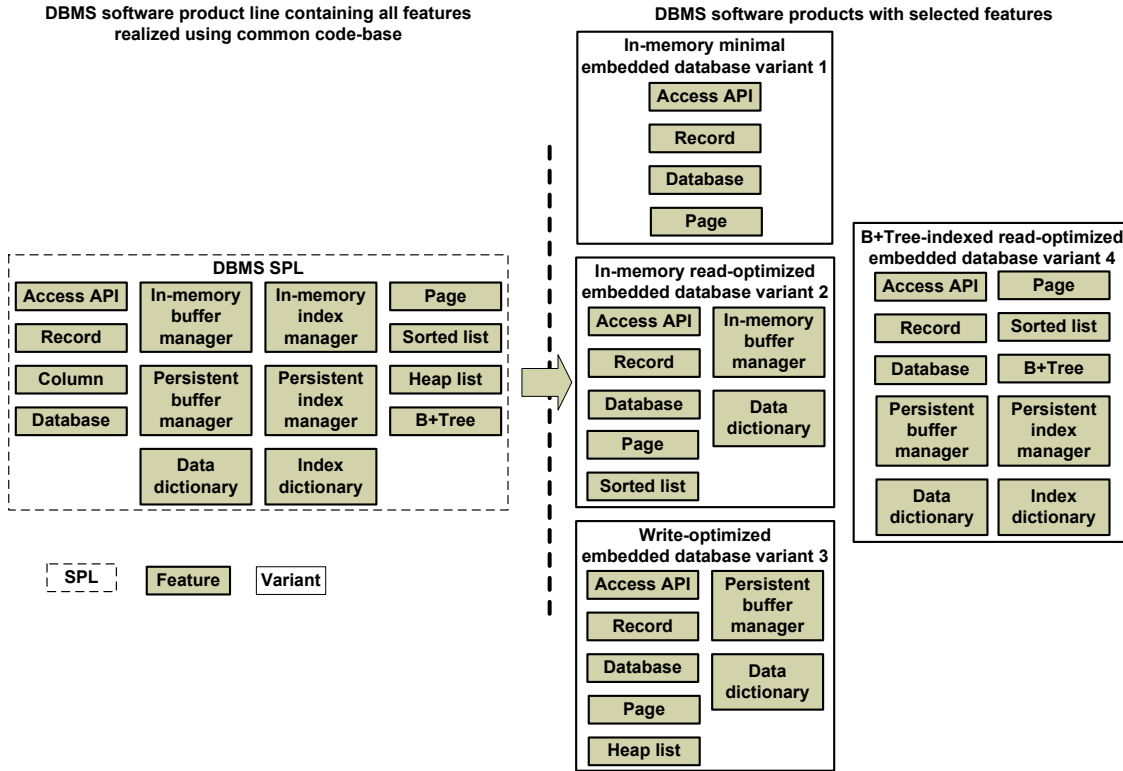 DBMS software product line containing all features
realized using common code-base
DBMS software products with selected features
DBMS SPL
Access API
Record
Column
Database
In-memory
buffer
manager
Persistent
buffer
manager
Data
dictionary
In-memory
index
manager
Persistent
index
manager
Index
dictionary
Page
Sorted list
Heap list
B+Tree
SPL
Feature
Variant
In-memory minimal
embedded database variant 1
Access API
Record
Database
Page
In-memory read-optimized
embedded database variant 2
Access API
Record
Database
Page
Sorted list
In-memory
buffer
manager
Data
dictionary
Write-optimized
embedded database variant 3
Access API
Record
Database
Page
Heap list
Persistent
buffer
manager
Data
dictionary
B+Tree-indexed read-optimized
embedded database variant 4
Access API
Record
Database
Persistent
buffer
manager
Data
dictionary
Page
Sorted list
B+Tree
Persistent
index
manager
Index
dictionary